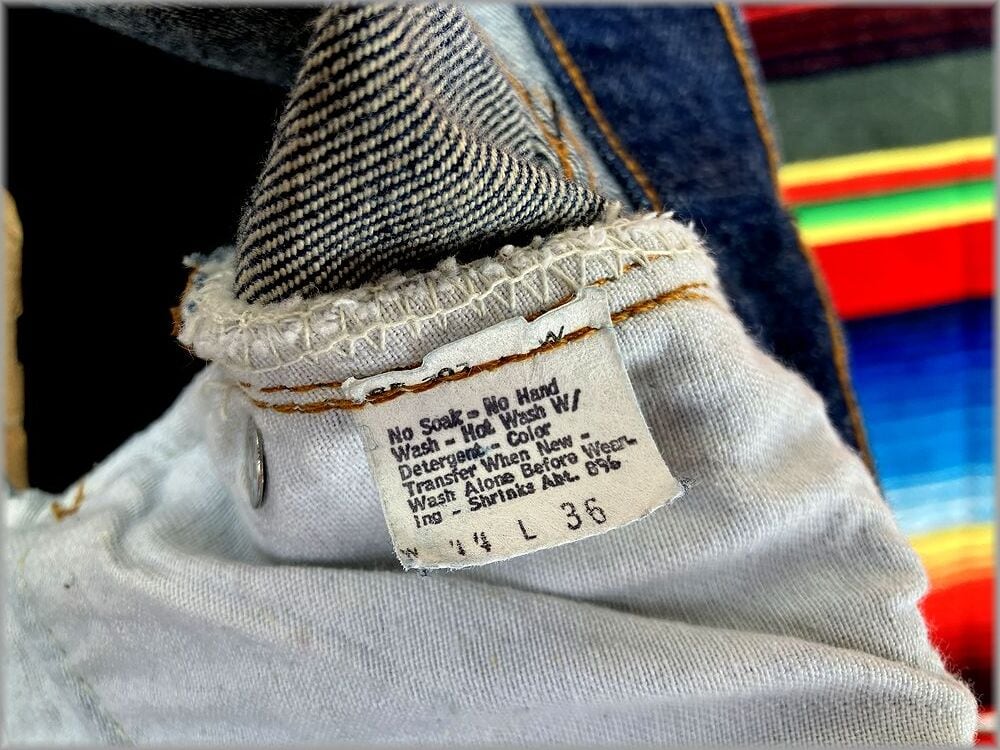 No Soak - No Hand
Wash - Hot Wash W/
Detergent - Color
Transfer When New -
Wash Alone Before Wear-
ing - Shrinks Abt. 8%
W 44 L 36